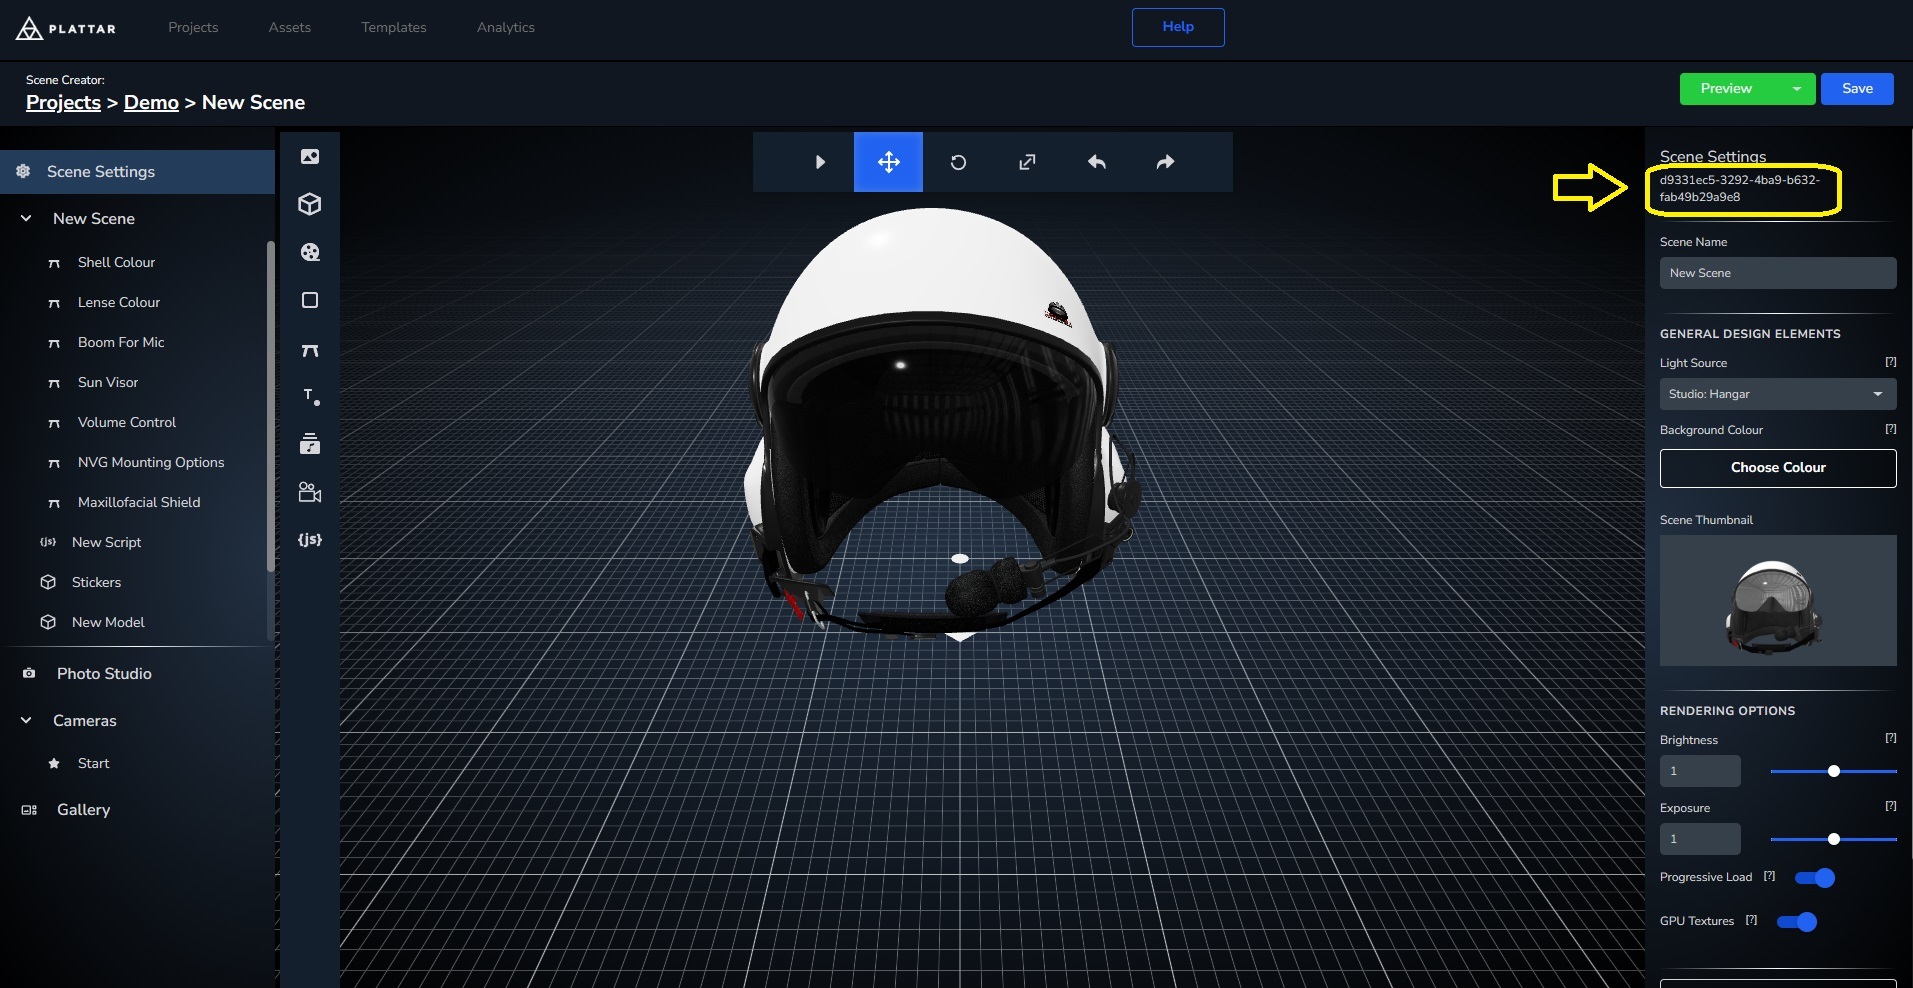 PLATTAR
Projects
Assets
Templates
Analytics
Help
Scene Creator:
Projects > Demo > New Scene
Preview
Save
Scene Settings
New Scene
Shell Colour
Lense Colour
Boom For Mic
Sun Visor
Volume Control
NVG Mounting Options
Maxillofacial Shield
{js} New Script
Stickers
New Model
Photo Studio
Cameras
Start
Gallery
T
{js}
Scene Settings
d9331ec5-3292-4ba9-b632-
fab49b29a9e8
Scene Name
New Scene
GENERAL DESIGN ELEMENTS
Light Source [?]
Studio: Hangar
Background Colour [?]
Choose Colour
Scene Thumbnail
RENDERING OPTIONS
Brightness [?]
1
Exposure [?]
1
Progressive Load [?]
GPU Textures [?]